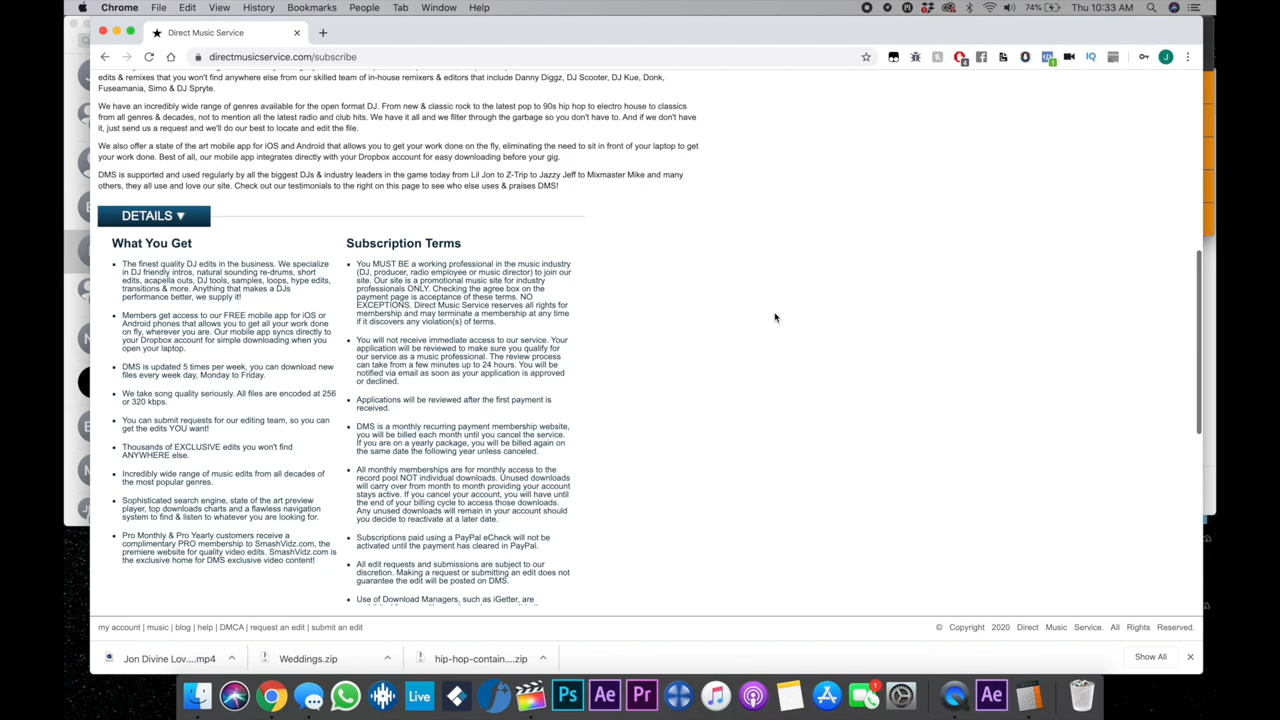 Chrome File Edit View History Bookmarks People Tab Window Help 74% Thu 10:33 AM
Direct Music Service
directmusicservice.com/subscribe
edits & remixes that you won't find anywhere else from our skilled team of in-house remixers & editors that include Danny Diggz, DJ Scooter, DJ Kue, Donk,
Fuseamania, Simo & DJ Spryte.
We have an incredibly wide range of genres available for the open format DJ. From new & classic rock to the latest pop to 90s hip hop to electro house to classics
from all genres & decades, not to mention all the latest radio and club hits. We have it all and we filter through the garbage so you don't have to. And if we don't have
it, just send us a request and we'll do our best to locate and edit the file.
We also offer a state of the art mobile app for iOS and Android that allows you to get your work done on the fly, eliminating the need to sit in front of your laptop to get
your work done. Best of all, our mobile app integrates directly with your Dropbox account for easy downloading before your gig.
DMS is supported and used regularly by all the biggest DJs & industry leaders in the game today from Lil Jon to Z-Trip to Jazzy Jeff to Mixmaster Mike and many
others, they all use and love our site. Check out our testimonials to the right on this page to see who else uses & praises DMS!
DETAILS ▼
What You Get
The finest quality DJ edits in the business. We specialize
in DJ friendly intros, natural sounding re-drums, short
edits, acapella outs, DJ tools, samples, loops, hype edits,
transitions & more. Anything that makes a DJs
performance better, we supply it!
Members get access to our FREE mobile app for iOS or
Android phones that allows you to get all your work done
on fly, wherever you are. Our mobile app syncs directly to
your Dropbox account for simple downloading when you
open your laptop.
DMS is updated 5 times per week, you can download new
files every week day, Monday to Friday.
We take song quality seriously. All files are encoded at 256
or 320 kbps.
You can submit requests for our editing team, so you can
get the edits YOU want!
Thousands of EXCLUSIVE edits you won't find
ANYWHERE else.
Incredibly wide range of music edits from all decades of
the most popular genres.
Sophisticated search engine, state of the art preview
player, top downloads charts and a flawless navigation
system to find & listen to whatever you are looking for.
Pro Monthly & Pro Yearly customers receive a
complimentary PRO membership to SmashVidz.com, the
premiere website for quality video edits. SmashVidz.com is
the exclusive home for DMS exclusive video content!
Subscription Terms
You MUST BE a working professional in the music industry
(DJ, producer, radio employee or music director) to join our
site. Our site is a promotional music site for industry
professionals ONLY. Checking the agree box on the
payment page is acceptance of these terms. NO
EXCEPTIONS. Direct Music Service reserves all rights for
membership and may terminate a membership at any time
if it discovers any violation(s) of terms.
You will not receive immediate access to our service. Your
application will be reviewed to make sure you qualify for
our service as a music professional. The review process
can take from a few minutes up to 24 hours. You will be
notified via email as soon as your application is approved
or declined.
Applications will be reviewed after the first payment is
received.
DMS is a monthly recurring payment membership website,
you will be billed each month until you cancel the service.
If you are on a yearly package, you will be billed again on
the same date the following year unless canceled.
All monthly memberships are for monthly access to the
record pool NOT individual downloads. Unused downloads
will carry over from month to month providing your account
stays active. If you cancel your account, you will have until
the end of your billing cycle to access those downloads.
Any unused downloads will remain in your account should
you decide to reactivate at a later date.
Subscriptions paid using a PayPal eCheck will not be
activated until the payment has cleared in PayPal.
All edit requests and submissions are subject to our
discretion. Making a request or submitting an edit does not
guarantee the edit will be posted on DMS.
Use of Download Managers, such as iGetter, are
my account | music | blog | help | DMCA | request an edit | submit an edit
© Copyright 2020 Direct Music Service. All Rights Reserved.
Jon Divine Lov....mp4 Weddings.zip hip-hop-contain....zip Show All
Live Ps Ae Pr 1 Ae